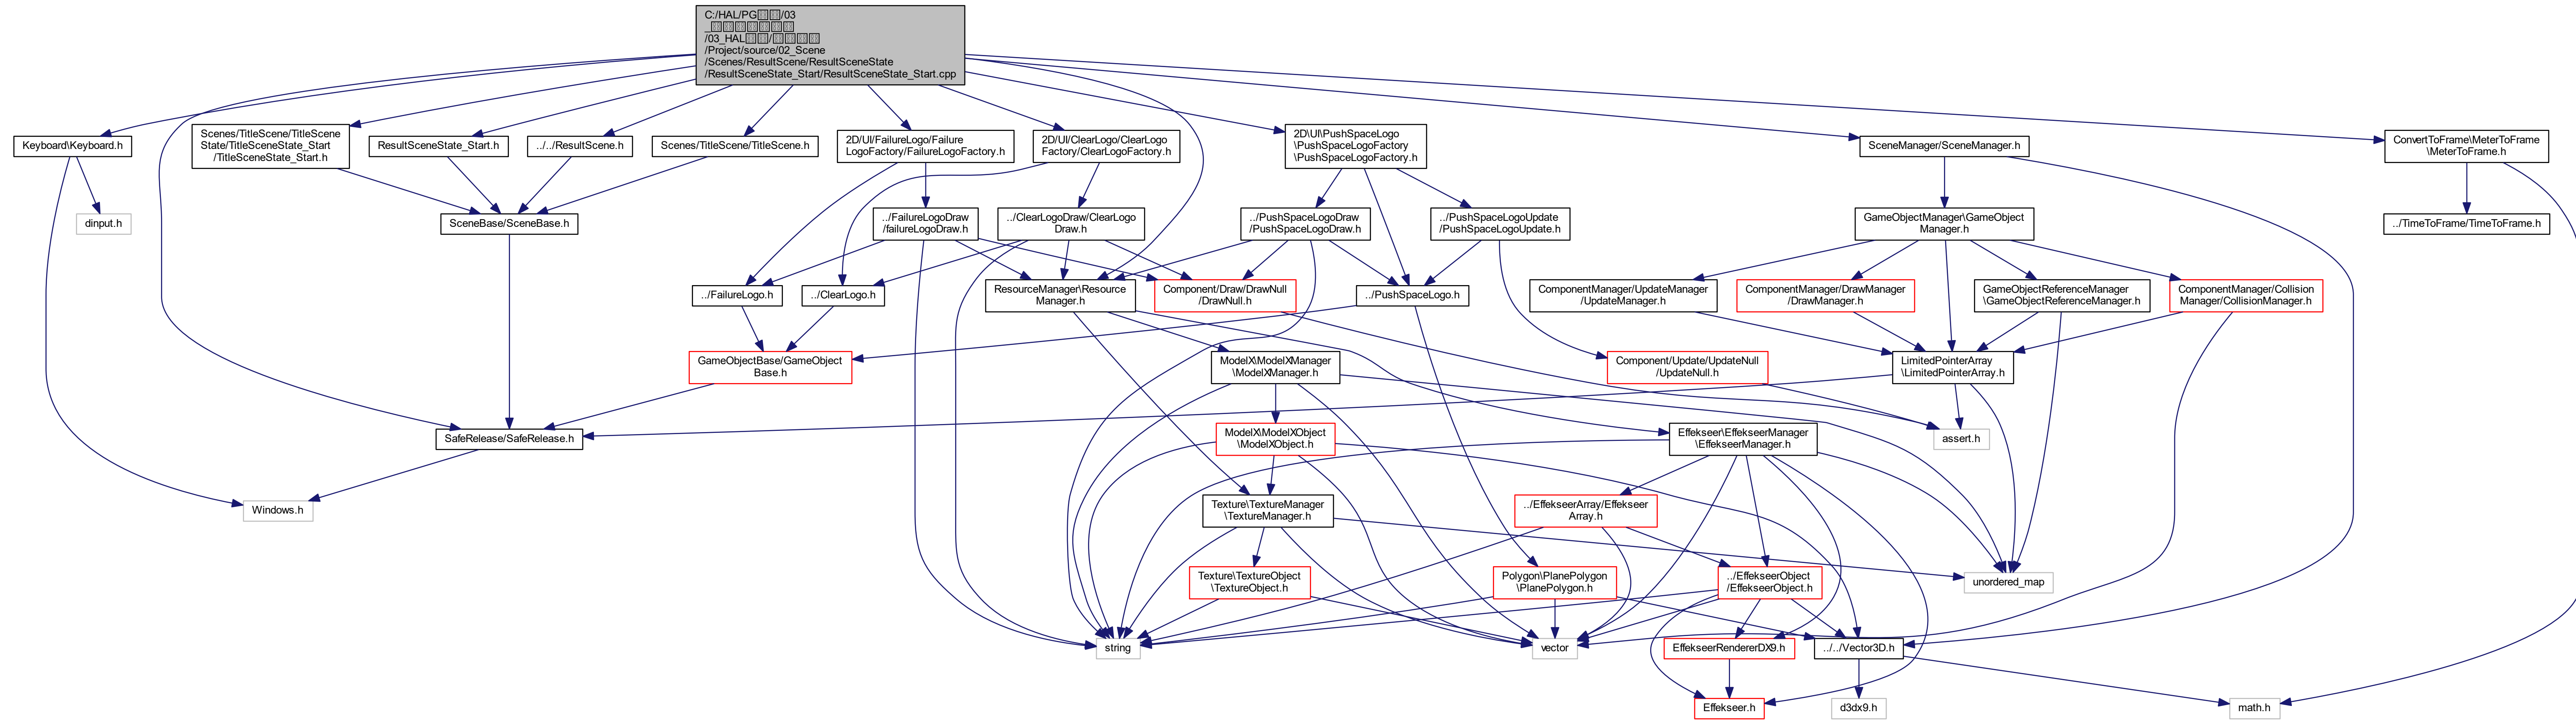 C:/HAL/PG/03
_
/03_HAL/
/Project/source/02_Scene
/Scenes/ResultScene/ResultSceneState
/ResultSceneState_Start/ResultSceneState_Start.cpp
Keyboard\Keyboard.h
Scenes/TitleScene/TitleScene
State/TitleSceneState_Start
/TitleSceneState_Start.h
ResultSceneState_Start.h
../../ResultScene.h
Scenes/TitleScene/TitleScene.h
2D/UI/FailureLogo/Failure
LogoFactory/FailureLogoFactory.h
2D/UI/ClearLogo/ClearLogo
Factory/ClearLogoFactory.h
2D\UI\PushSpaceLogo
\PushSpaceLogoFactory
\PushSpaceLogoFactory.h
SceneManager/SceneManager.h
ConvertToFrame\MeterToFrame
\MeterToFrame.h
dinput.h
SceneBase/SceneBase.h
../FailureLogoDraw
/failureLogoDraw.h
../ClearLogoDraw/ClearLogo
Draw.h
../PushSpaceLogoDraw
/PushSpaceLogoDraw.h
../PushSpaceLogoUpdate
/PushSpaceLogoUpdate.h
GameObjectManager\GameObject
Manager.h
../TimeToFrame/TimeToFrame.h
../FailureLogo.h
../ClearLogo.h
ResourceManager\Resource
Manager.h
Component/Draw/DrawNull
/DrawNull.h
../PushSpaceLogo.h
ComponentManager/UpdateManager
/UpdateManager.h
ComponentManager/DrawManager
/DrawManager.h
GameObjectReferenceManager
\GameObjectReferenceManager.h
ComponentManager/Collision
Manager/CollisionManager.h
GameObjectBase/GameObject
Base.h
ModelX\ModelXManager
\ModelXManager.h
Component/Update/UpdateNull
/UpdateNull.h
LimitedPointerArray
\LimitedPointerArray.h
SafeRelease/SafeRelease.h
ModelX\ModelXObject
\ModelXObject.h
Effekseer\EffekseerManager
\EffekseerManager.h
assert.h
Windows.h
Texture\TextureManager
\TextureManager.h
../EffekseerArray/Effekseer
Array.h
Texture\TextureObject
\TextureObject.h
Polygon\PlanePolygon
\PlanePolygon.h
../EffekseerObject
/EffekseerObject.h
unordered_map
string
vector
EffekseerRendererDX9.h
../../Vector3D.h
Effekseer.h
d3dx9.h
math.h